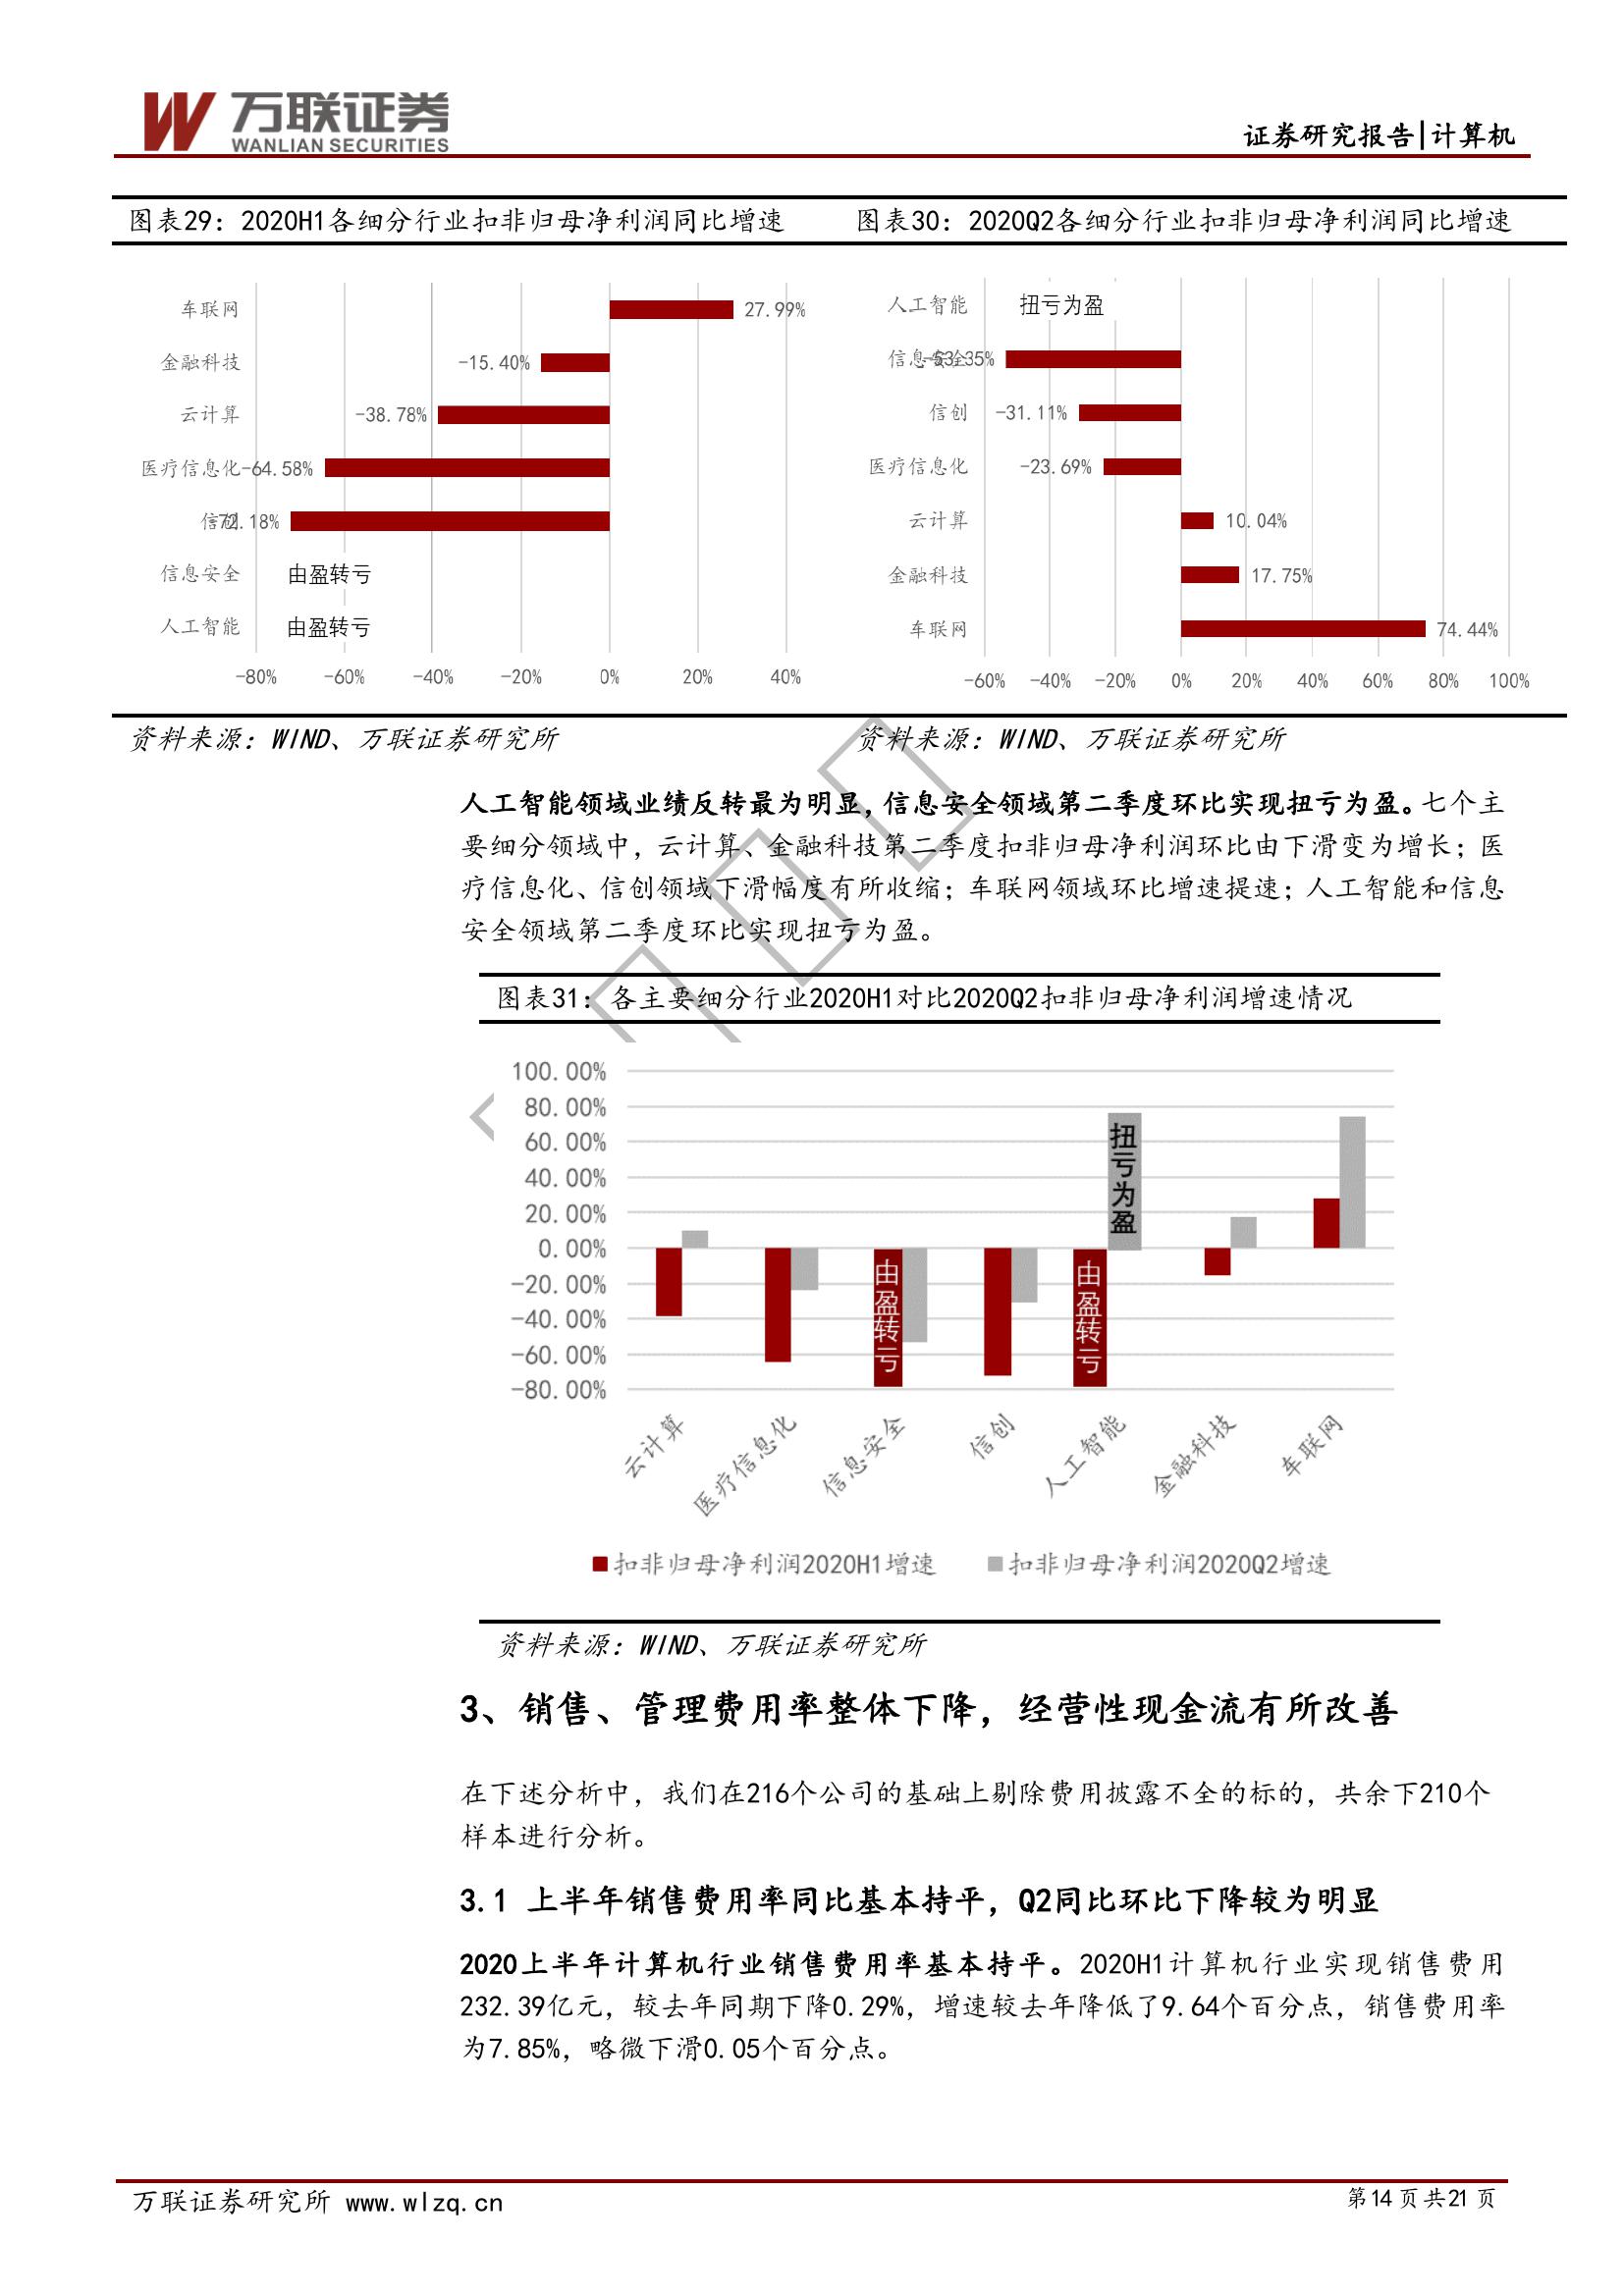 万联证券
WANLIAN SECURITIES
证券研究报告|计算机
图表29：2020H1各细分行业扣非归母净利润同比增速
车联网
27.99%
金融科技
-15.40%
云计算
-38.78%
医疗信息化
-64.58%
信创
-72.18%
信息安全
由盈转亏
人工智能
由盈转亏
-80% -60% -40% -20% 0% 20% 40%
资料来源：WIND、万联证券研究所
图表30：2020Q2各细分行业扣非归母净利润同比增速
人工智能
扭亏为盈
信息安全
-53.35%
信创
-31.11%
医疗信息化
-23.69%
云计算
10.04%
金融科技
17.75%
车联网
74.44%
-60% -40% -20% 0% 20% 40% 60% 80% 100%
资料来源：WIND、万联证券研究所
人工智能领域业绩反转最为明显，信息安全领域第二季度环比实现扭亏为盈。七个主
要细分领域中，云计算、金融科技第二季度扣非归母净利润环比由下滑变为增长；医
疗信息化、信创领域下滑幅度有所收缩；车联网领域环比增速提速；人工智能和信息
安全领域第二季度环比实现扭亏为盈。
图表31：各主要细分行业2020H1对比2020Q2扣非归母净利润增速情况
100.00%
80.00%
60.00%
40.00%
20.00%
0.00%
-20.00%
-40.00%
-60.00%
-80.00%
由盈转亏
由盈转亏
扭亏为盈
云计算
医疗信息化
信息安全
信创
人工智能
金融科技
车联网
扣非归母净利润2020H1增速
扣非归母净利润2020Q2增速
资料来源：WIND、万联证券研究所
3、销售、管理费用率整体下降，经营性现金流有所改善
在下述分析中，我们在216个公司的基础上剔除费用披露不全的标的，共余下210个
样本进行分析。
3.1 上半年销售费用率同比基本持平，Q2同比环比下降较为明显
2020上半年计算机行业销售费用率基本持平。2020H1计算机行业实现销售费用
232.39亿元，较去年同期下降0.29%，增速较去年降低了9.64个百分点，销售费用率
为7.85%，略微下滑0.05个百分点。
万联证券研究所 www.wlzq.cn
第14页共21页